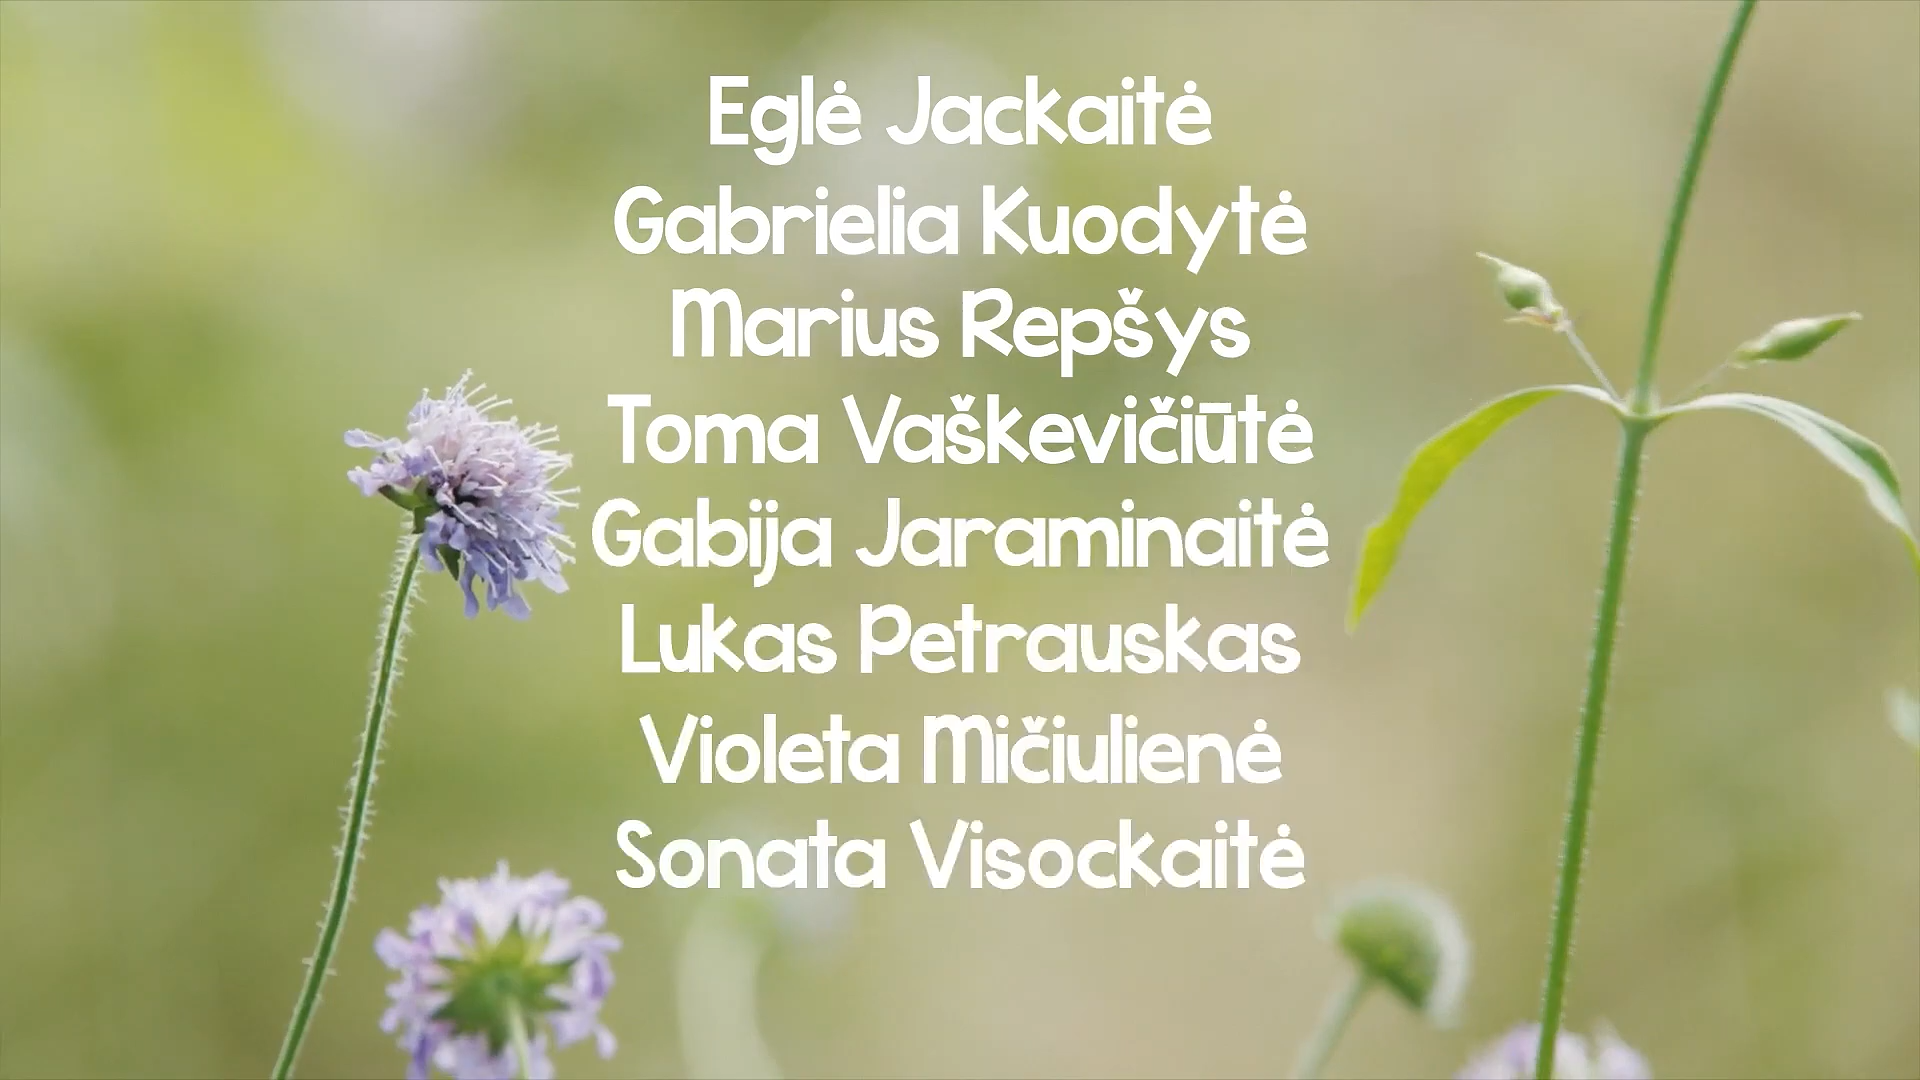 Eglė Jackaitė
Gabrielia Kuodytė
Marius Repšys
Toma Vaškevičiūtė
Gabija Jaraminaitė
Lukas Petrauskas
Violeta Mičiulienė
Sonata Visockaitė